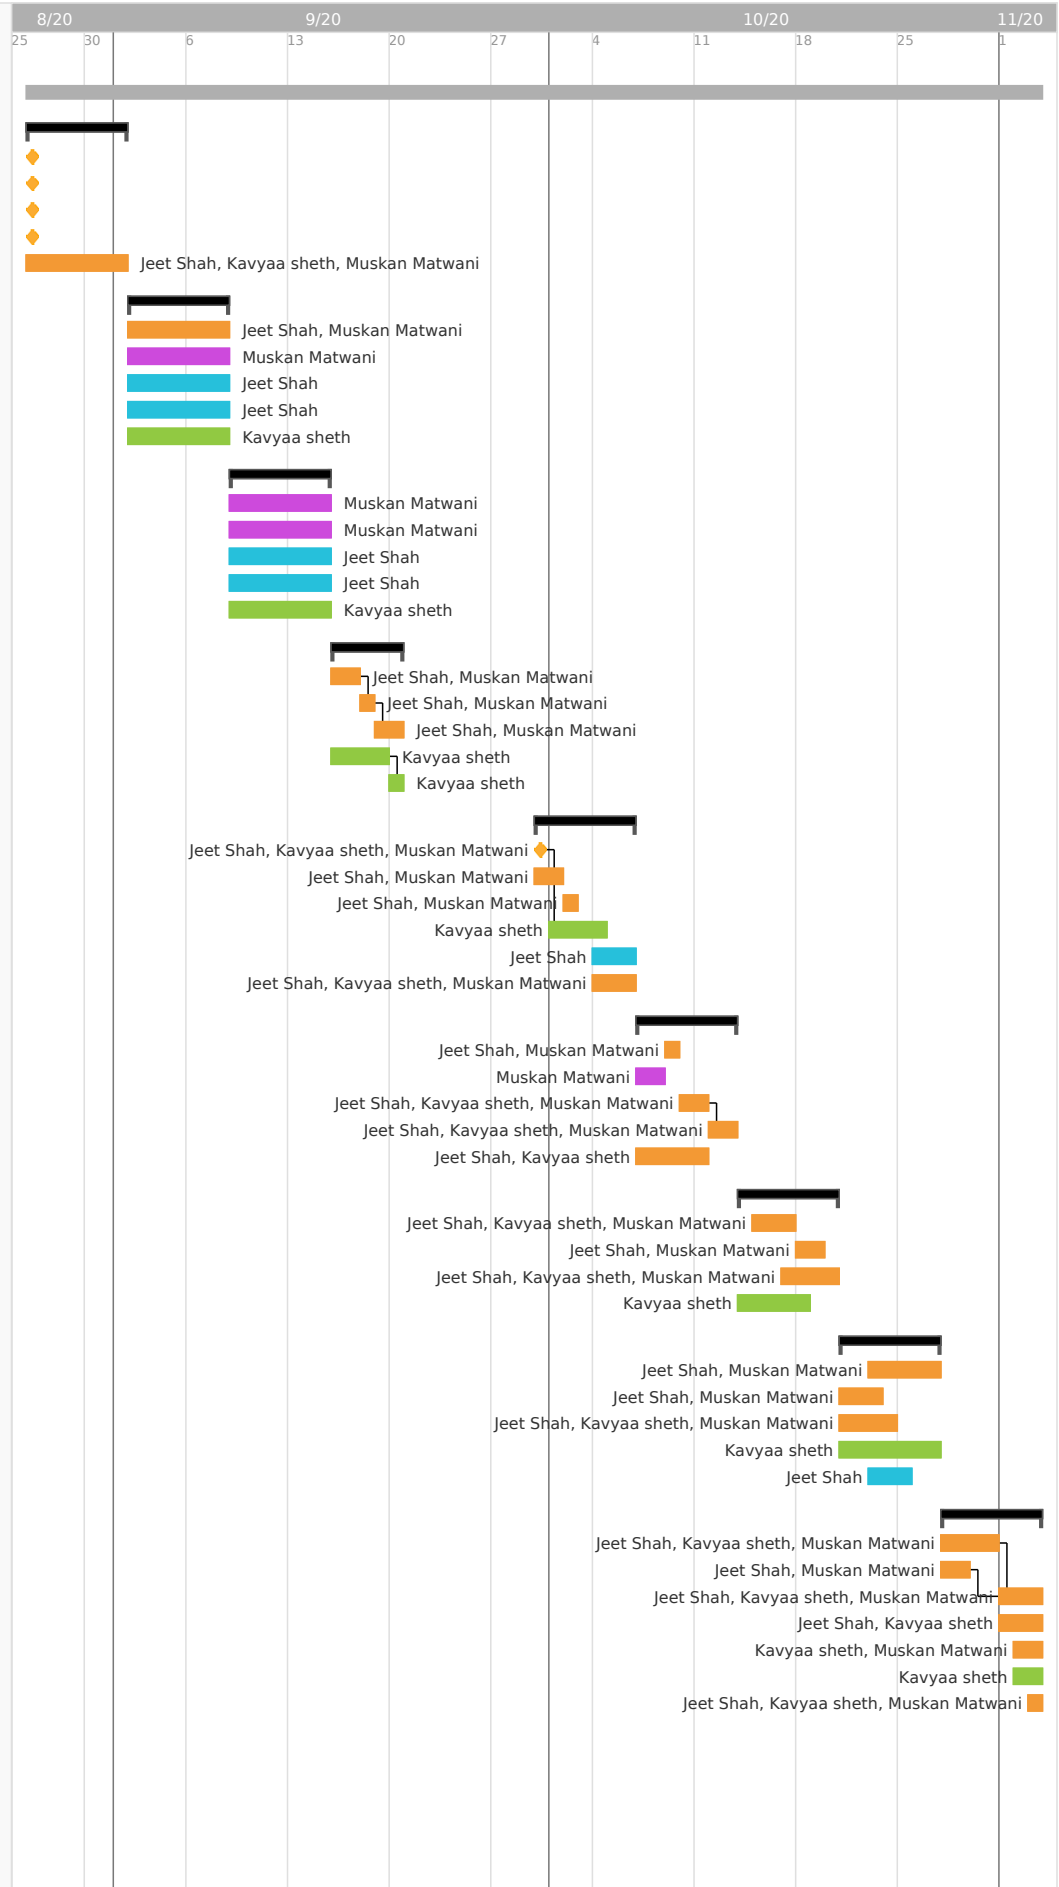 8/20 9/20 10/20 11/20
25 30 6 13 20 27 4 11 18 25 1
Jeet Shah, Kavyaa sheth, Muskan Matwani
Jeet Shah, Muskan Matwani
Muskan Matwani
Jeet Shah
Jeet Shah
Kavyaa sheth
Muskan Matwani
Muskan Matwani
Jeet Shah
Jeet Shah
Kavyaa sheth
Jeet Shah, Muskan Matwani
Jeet Shah, Muskan Matwani
Jeet Shah, Muskan Matwani
Kavyaa sheth
Kavyaa sheth
Jeet Shah, Kavyaa sheth, Muskan Matwani
Jeet Shah, Muskan Matwani
Jeet Shah, Muskan Matwani
Kavyaa sheth
Jeet Shah
Jeet Shah, Kavyaa sheth, Muskan Matwani
Jeet Shah, Muskan Matwani
Muskan Matwani
Jeet Shah, Kavyaa sheth, Muskan Matwani
Jeet Shah, Kavyaa sheth, Muskan Matwani
Jeet Shah, Kavyaa sheth
Jeet Shah, Kavyaa sheth, Muskan Matwani
Jeet Shah, Muskan Matwani
Jeet Shah, Kavyaa sheth, Muskan Matwani
Kavyaa sheth
Jeet Shah, Muskan Matwani
Jeet Shah, Muskan Matwani
Jeet Shah, Kavyaa sheth, Muskan Matwani
Kavyaa sheth
Jeet Shah
Jeet Shah, Kavyaa sheth, Muskan Matwani
Jeet Shah, Muskan Matwani
Jeet Shah, Kavyaa sheth, Muskan Matwani
Jeet Shah, Kavyaa sheth
Kavyaa sheth, Muskan Matwani
Kavyaa sheth
Jeet Shah, Kavyaa sheth, Muskan Matwani